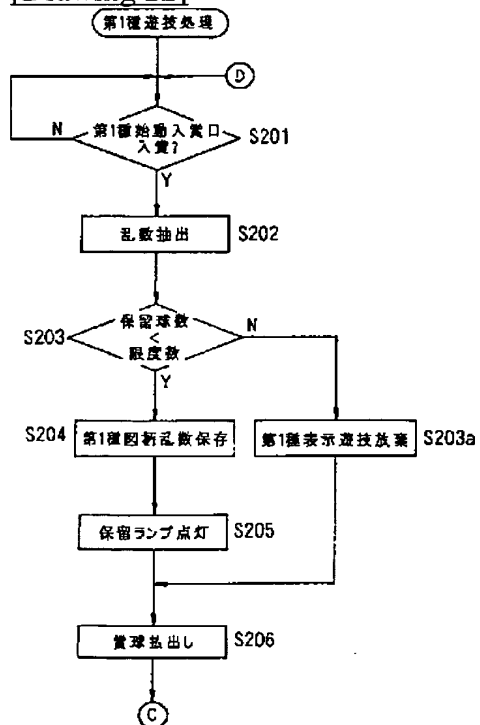 第1種遊技処理
D
第1種始動入賞口
入賞?
N
S201
Y
乱数抽出
S202
保留球数
<
限度数
S203
N
Y
S204
第1種図柄乱数保存
第1種表示遊技放棄
S203a
保留ランプ点灯
S205
賞球払出し
S206
C